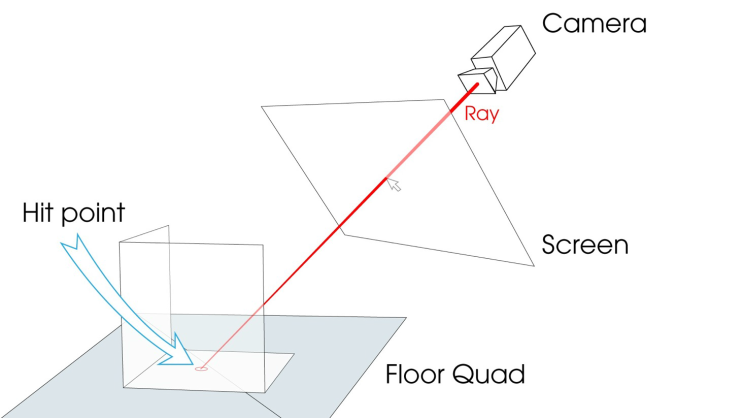 Camera
Ray
Hit point
Screen
Floor Quad